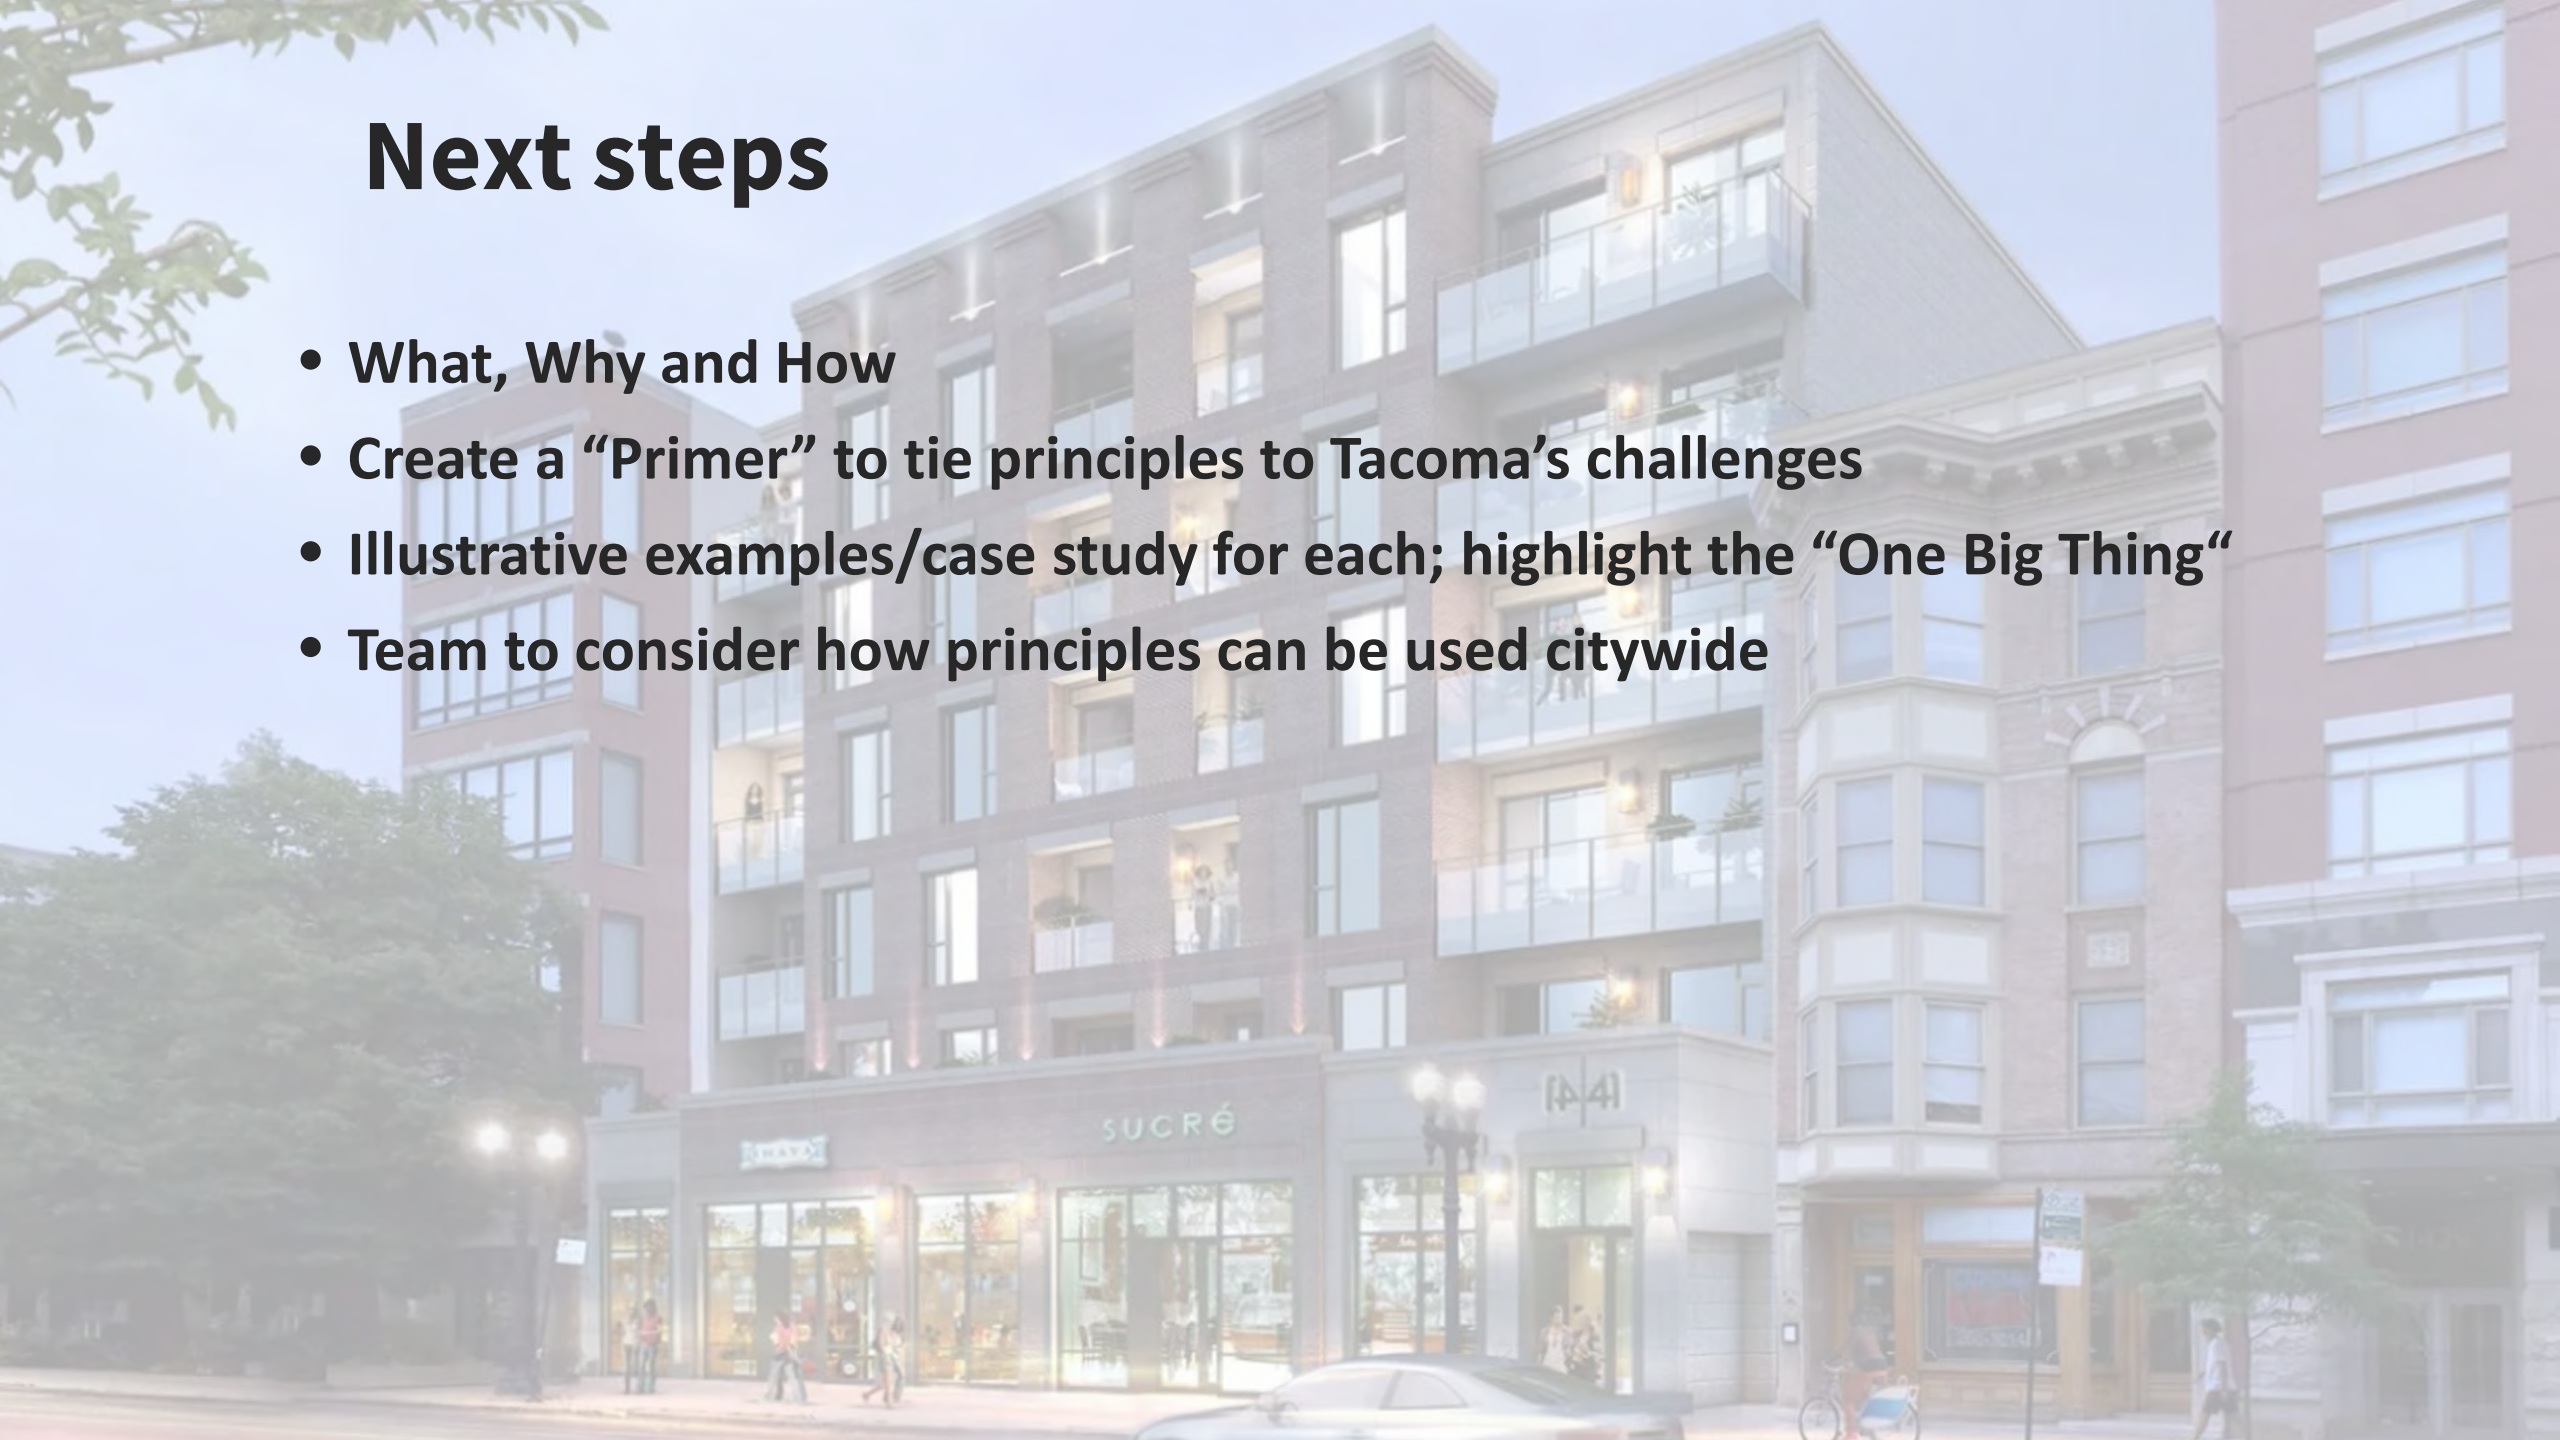 Next steps
• What, Why and How
• Create a “Primer” to tie principles to Tacoma’s challenges
• Illustrative examples/case study for each; highlight the “One Big Thing“
• Team to consider how principles can be used citywide
1441
SUCRÉ